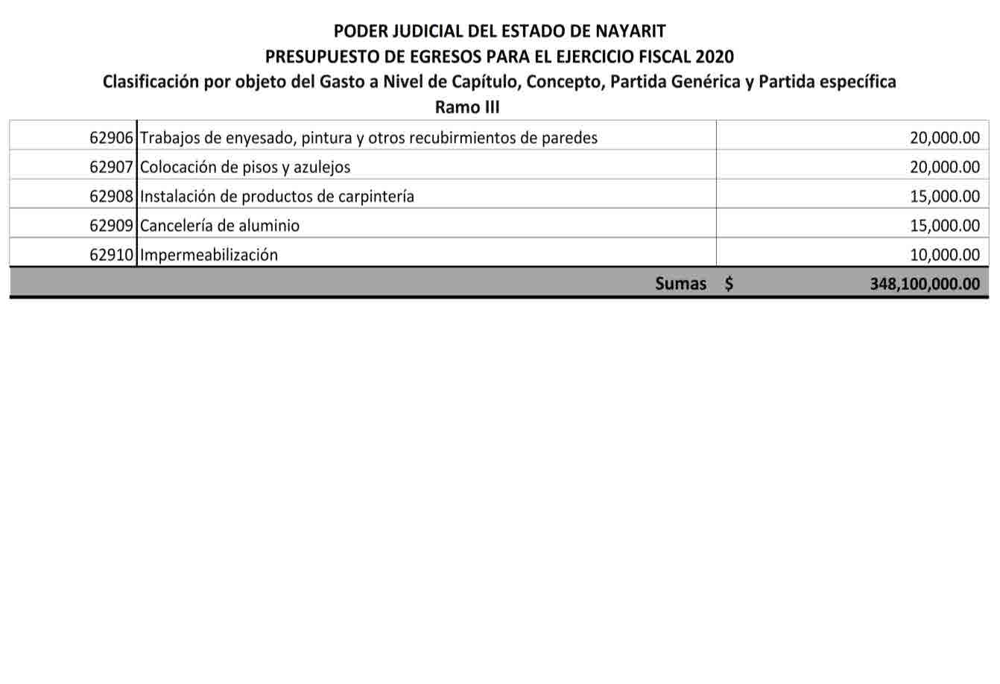 PODER JUDICIAL DEL ESTADO DE NAYARIT
PRESUPUESTO DE EGRESOS PARA EL EJERCICIO FISCAL 2020
Clasificación por objeto del Gasto a Nivel de Capítulo, Concepto, Partida Genérica y Partida específica
Ramo III
62906 Trabajos de enyesado, pintura y otros recubirmientos de paredes 20,000.00
62907 Colocación de pisos y azulejos 20,000.00
62908 Instalación de productos de carpintería 15,000.00
62909 Cancelería de aluminio 15,000.00
62910 Impermeabilización 10,000.00
Sumas $ 348,100,000.00